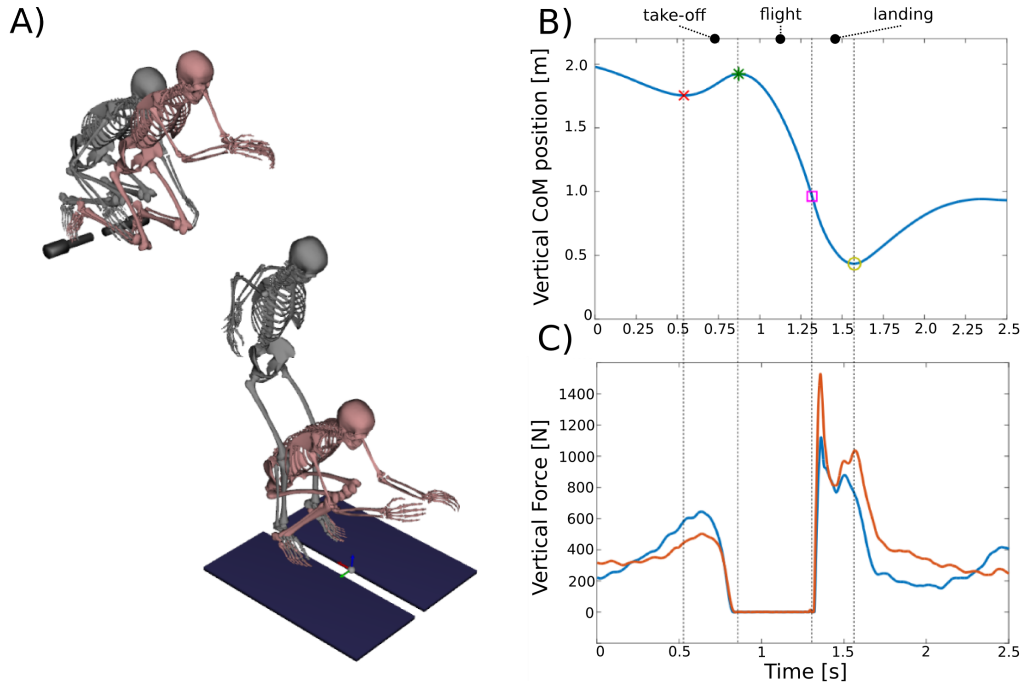 A)
B)
take-off
flight
landing
Vertical CoM position [m]
2.0
1.5
1.0
0.5
0
0 0.25 0.5 0.75 1 1.25 1.5 1.75 2.0 2.25 2.5
C)
Vertical Force [N]
1400
1200
1000
800
600
400
200
0
0 0.5 1 1.5 2 2.5
Time [s]